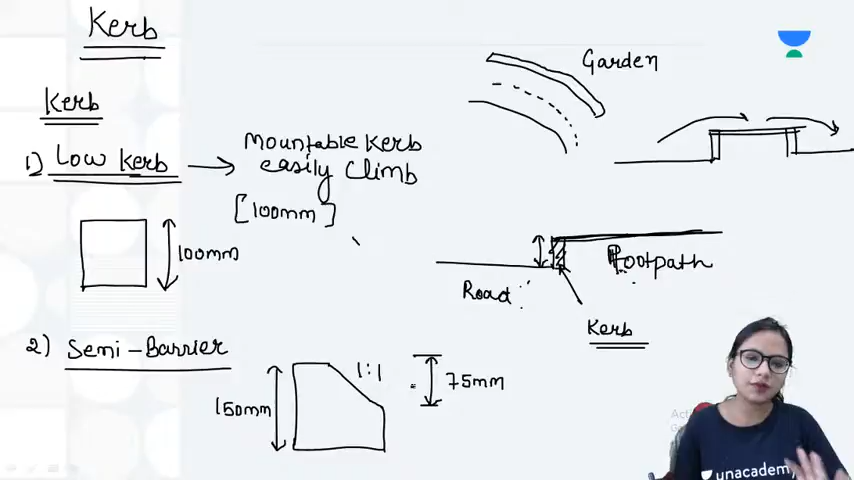 Kerb
Kerb
1) Low Kerb → Mountable Kerb
easily Climb
[100mm]
100mm
2) Semi-Barrier
150mm
1:1
75mm
Garden
Road
Footpath
Kerb
unacademy